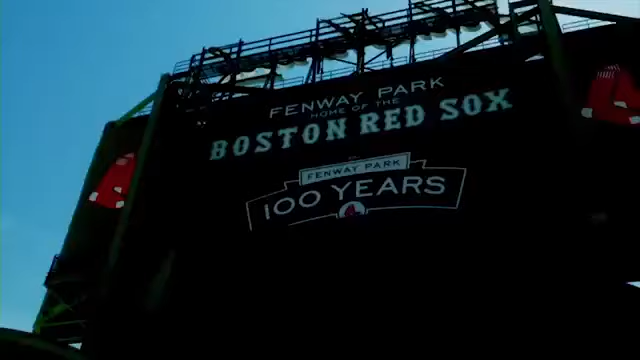 FENWAY PARK
HOME OF THE
BOSTON RED SOX
FENWAY PARK
100 YEARS